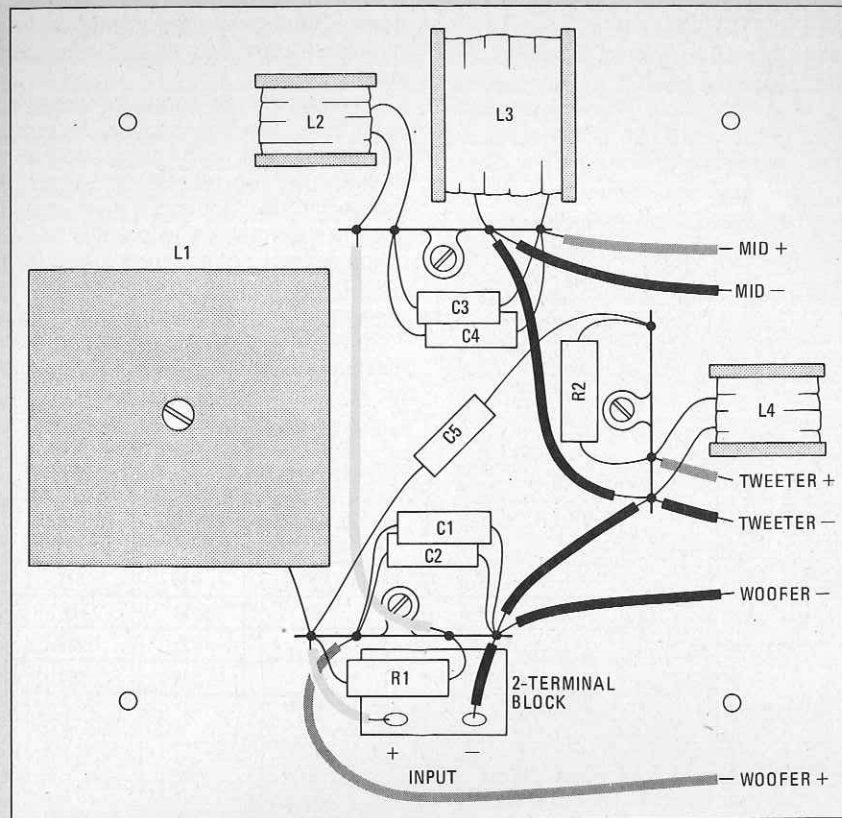 L2
L3
L1
MID +
MID −
C3
C4
R2
L4
C5
TWEETER +
C1
TWEETER −
C2
WOOFER −
R1
2-TERMINAL
BLOCK
+ −
INPUT
WOOFER +